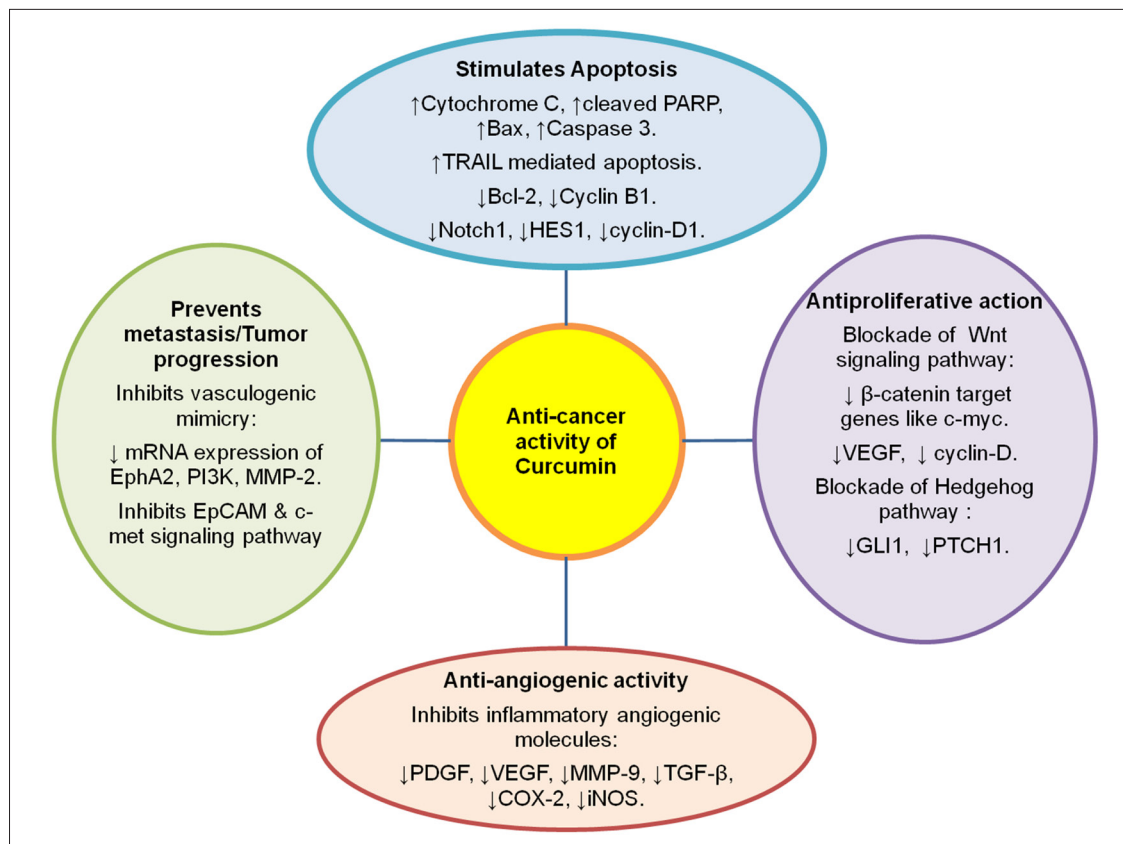 Stimulates Apoptosis
↑Cytochrome C, ↑cleaved PARP,
↑Bax, ↑Caspase 3.
↑TRAIL mediated apoptosis.
↓Bcl-2, ↓Cyclin B1.
↓Notch1, ↓HES1, ↓cyclin-D1.
Prevents
metastasis/Tumor
progression
Inhibits vasculogenic
mimicry:
↓ mRNA expression of
EphA2, PI3K, MMP-2.
Inhibits EpCAM & c-
met signaling pathway
Anti-cancer
activity of
Curcumin
Antiproliferative action
Blockade of Wnt
signaling pathway:
↓ β-catenin target
genes like c-myc.
↓VEGF, ↓ cyclin-D.
Blockade of Hedgehog
pathway :
↓GLI1, ↓PTCH1.
Anti-angiogenic activity
Inhibits inflammatory angiogenic
molecules:
↓PDGF, ↓VEGF, ↓MMP-9, ↓TGF-β,
↓COX-2, ↓iNOS.